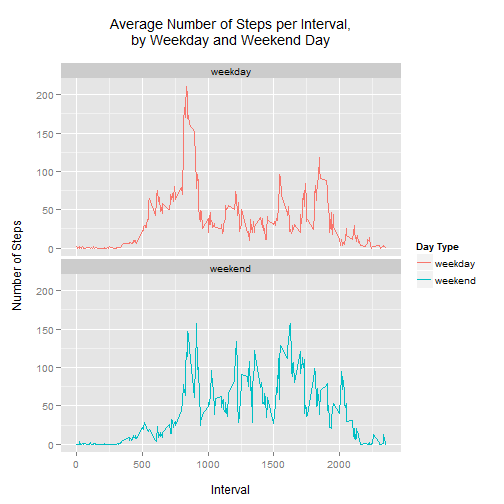 Average Number of Steps per Interval,
by Weekday and Weekend Day
weekday
200
150
100
50
0
weekend
200
150
100
50
0
0 500 1000 1500 2000
Interval
Number of Steps
Day Type
weekday
weekend